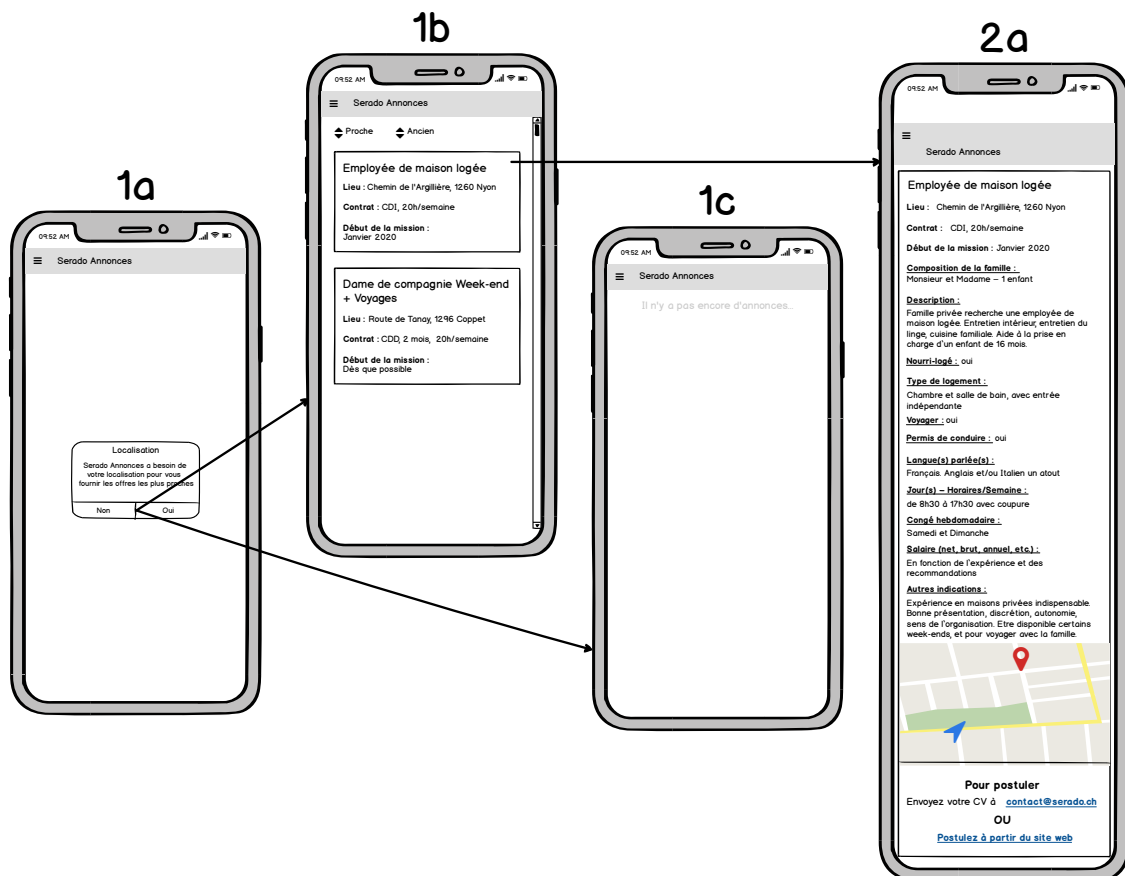 1a
09:52 AM
Serado Annonces
Localisation
Serado Annonces a besoin de
votre localisation pour vous
fournir les offres les plus proches
Non Oui
1b
09:52 AM
Serado Annonces
Proche Ancien
Employée de maison logée
Lieu : Chemin de l'Argillière, 1260 Nyon
Contrat : CDI, 20h/semaine
Début de la mission :
Janvier 2020
Dame de compagnie Week-end
+ Voyages
Lieu : Route de Tanay, 1296 Coppet
Contrat : CDD, 2 mois, 20h/semaine
Début de la mission :
Dès que possible
1c
09:52 AM
Serado Annonces
Il n'y a pas encore d'annonces..
2a
09:52 AM
Serado Annonces
Employée de maison logée
Lieu : Chemin de l'Argillière, 1260 Nyon
Contrat : CDI, 20h/semaine
Début de la mission : Janvier 2020
Composition de la famille :
Monsieur et Madame – 1 enfant
Description :
Famille privée recherche une employée de
maison logée. Entretien intérieur, entretien du
linge, cuisine familiale. Aide à la prise en
charge d'un enfant de 16 mois.
Nourri-logé : oui
Type de logement :
Chambre et salle de bain, avec entrée
indépendante
Voyager : oui
Permis de conduire : oui
Langue(s) parlée(s) :
Français. Anglais et/ou Italien un atout
Jour(s) – Horaires/Semaine :
de 8h30 à 17h30 avec coupure
Congé hebdomadaire :
Samedi et Dimanche
Salaire (net, brut, annuel, etc.) :
En fonction de l'expérience et des
recommandations
Autres indications :
Expérience en maisons privées indispensable.
Bonne présentation, discrétion, autonomie,
sens de l'organisation. Etre disponible certains
week-ends, et pour voyager avec la famille.
Pour postuler
Envoyez votre CV à contact@serado.ch
OU
Postulez à partir du site web